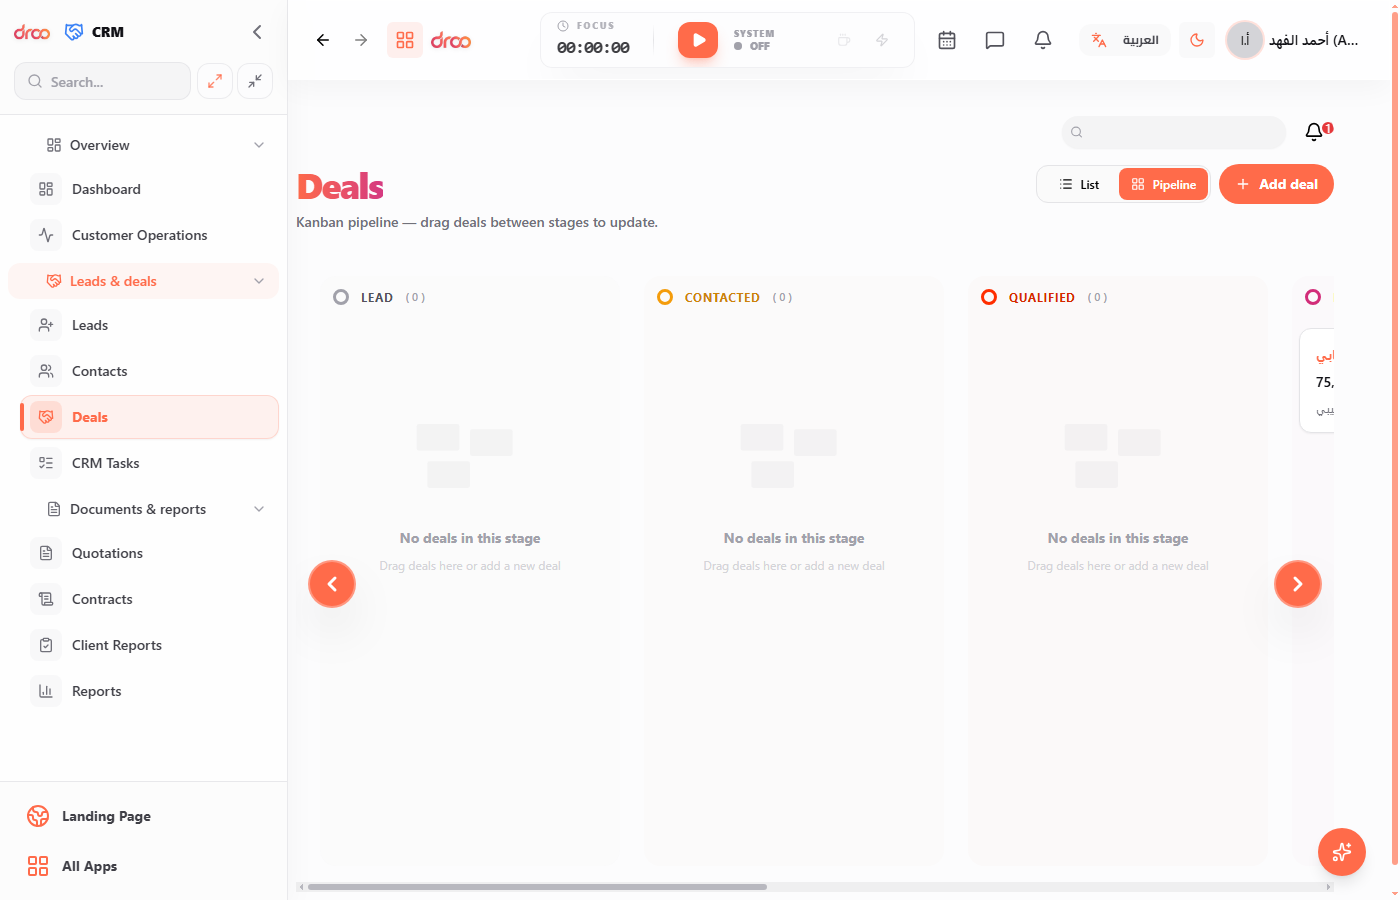 droo
CRM
Search...
Overview
Dashboard
Customer Operations
Leads & deals
Leads
Contacts
Deals
CRM Tasks
Documents & reports
Quotations
Contracts
Client Reports
Reports
Landing Page
All Apps
droo
FOCUS
00:00:00
SYSTEM
OFF
العربية
أ.ا
أحمد الفهد (A...
1
Deals
Kanban pipeline — drag deals between stages to update.
List
Pipeline
Add deal
LEAD (0)
CONTACTED (0)
QUALIFIED (0)
75,
No deals in this stage
Drag deals here or add a new deal
No deals in this stage
Drag deals here or add a new deal
No deals in this stage
Drag deals here or add a new deal